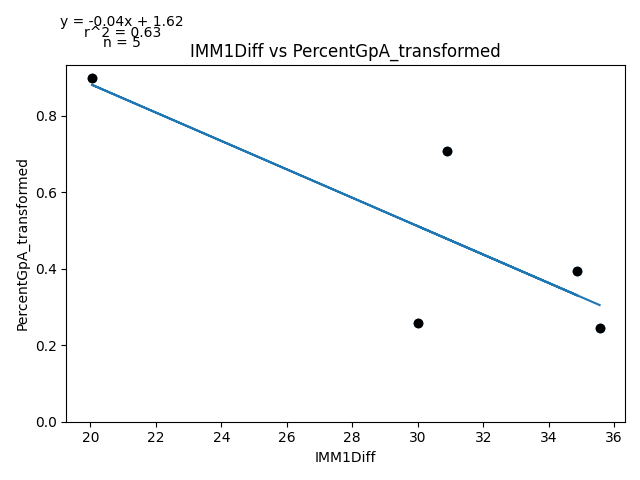 y = -0.04x + 1.62
r^2 = 0.63
n = 5
IMM1Diff vs PercentGpA_transformed
PercentGpA_transformed
0.8
0.6
0.4
0.2
0.0
20
22
24
26
28
30
32
34
36
IMM1Diff